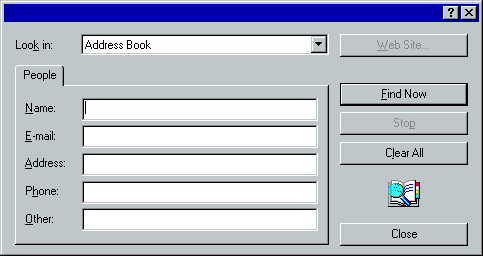 Look in: Address Book Web Site...
People
Find Now
Name:
Stop
E-mail:
Clear All
Address:
Phone:
Other:
Close